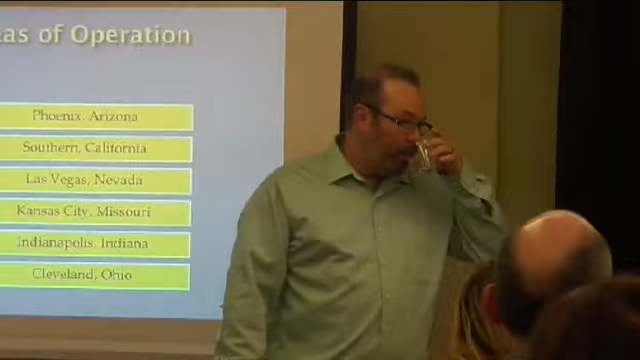 as of Operation
Phoenix, Arizona
Southern, California
Las Vegas, Nevada
Kansas City, Missouri
Indianapolis, Indiana
Cleveland, Ohio